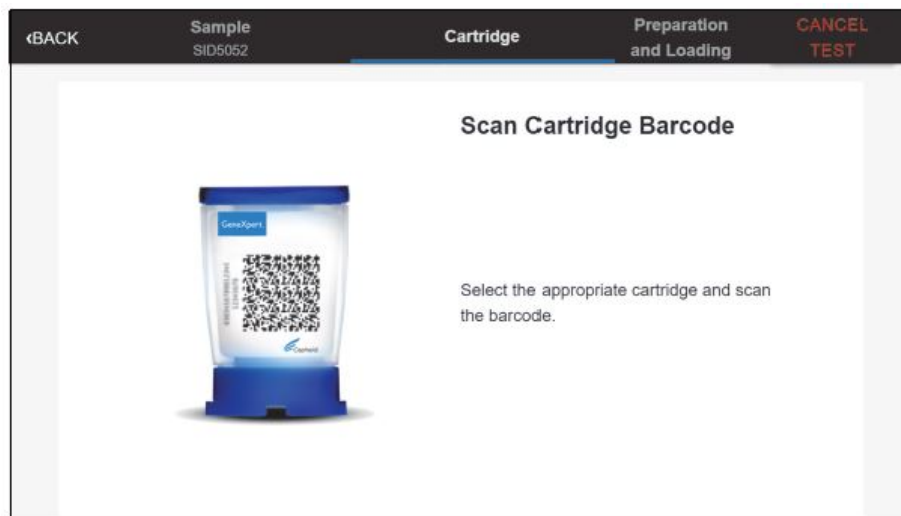 ‹BACK
Sample
SID5052
Cartridge
Preparation
and Loading
CANCEL
TEST
Scan Cartridge Barcode
GeneXpert
Cepheid
Select the appropriate cartridge and scan
the barcode.